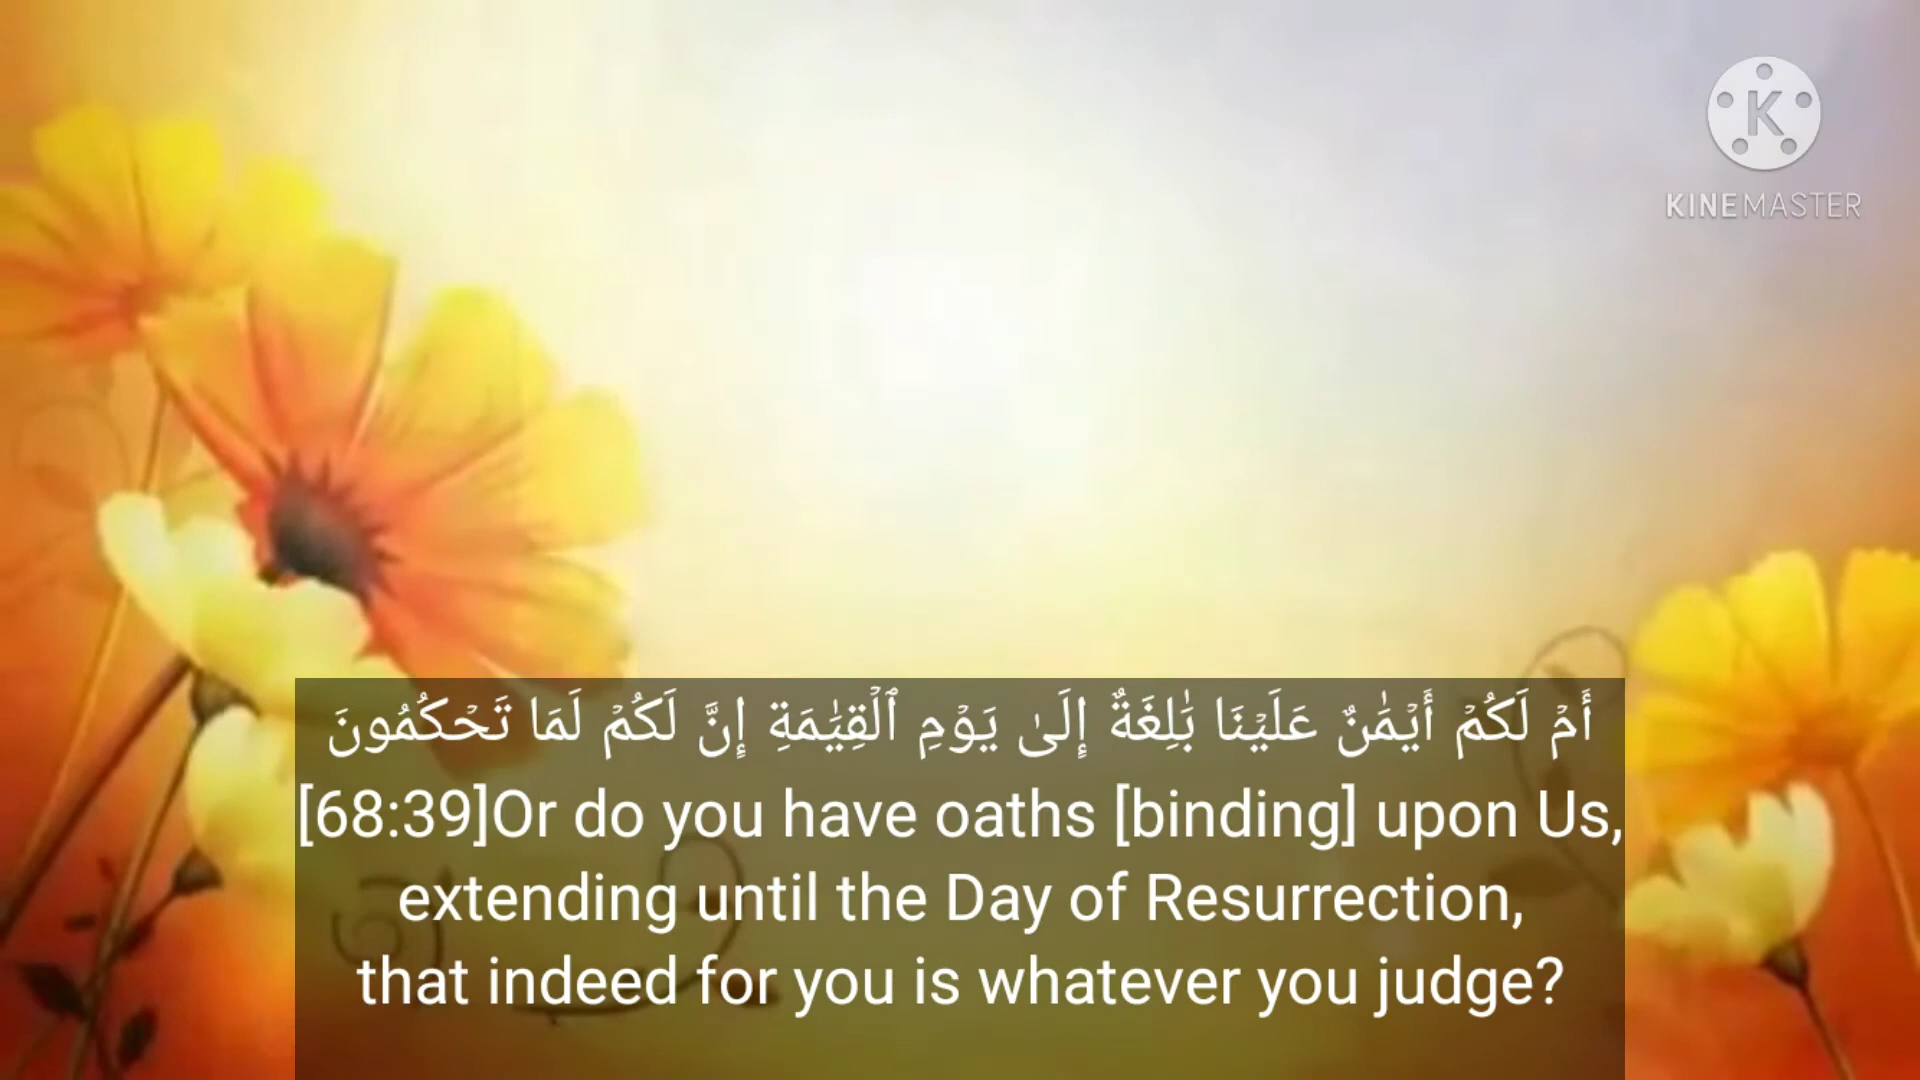 K
KINEMASTER
أَمْ لَكُمْ أَيْمَٰنٌ عَلَيْنَا بَٰلِغَةٌ إِلَىٰ يَوْمِ ٱلْقِيَٰمَةِ إِنَّ لَكُمْ لَمَا تَحْكُمُونَ
[68:39]Or do you have oaths [binding] upon Us,
extending until the Day of Resurrection,
that indeed for you is whatever you judge?